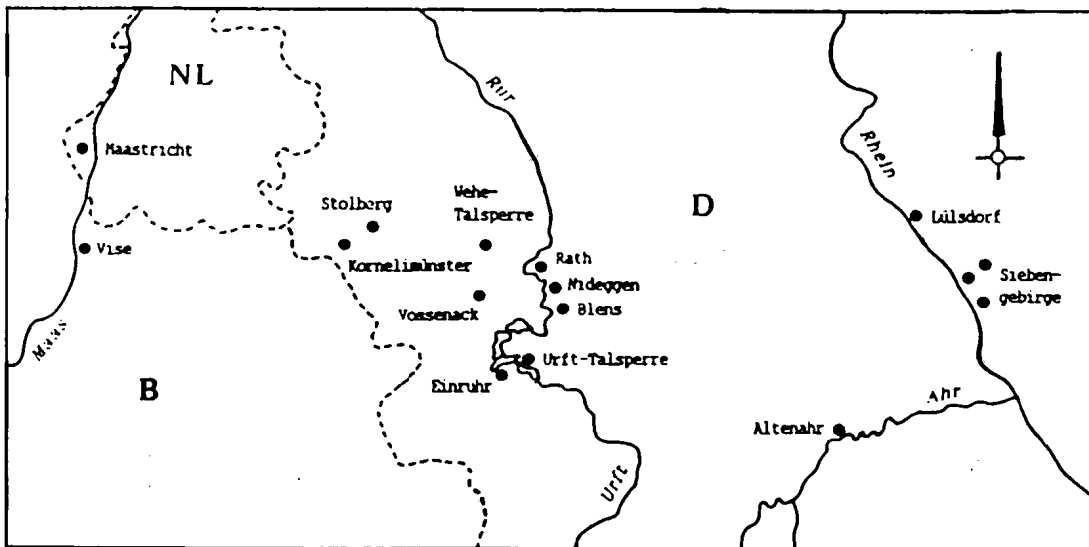 NL
Rur
Maastricht
Rhein
Stolberg
Wehe-
Talsperre
D
Lülsdorf
Vise
Kornelimünster
Rath
Sieben-
gebirge
Nideggen
Vossenack
Blens
Maas
Urft-Talsperre
B
Einruhr
Ahr
Altenahr
Urft